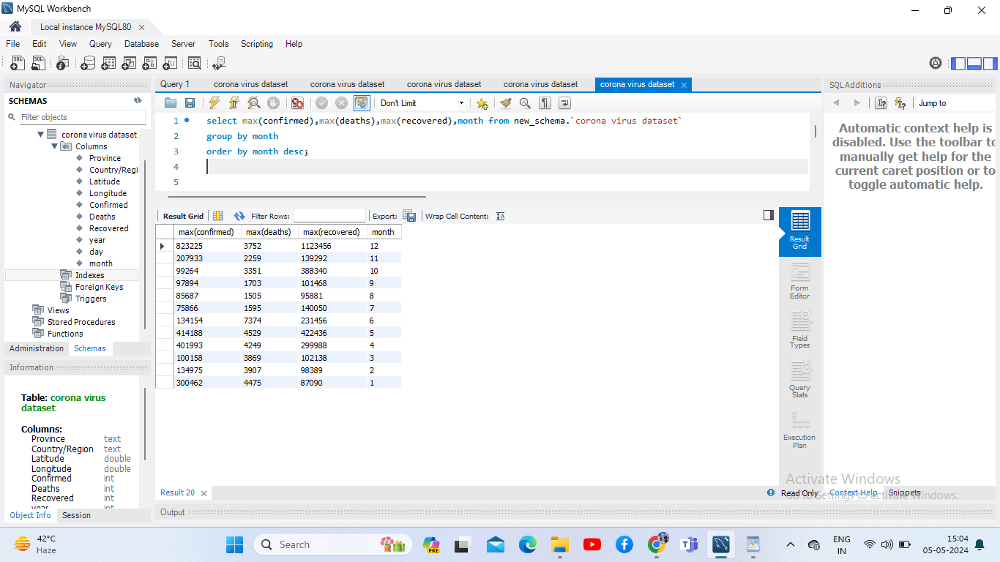 MySQL Workbench
Local instance MySQL80
File Edit View Query Database Server Tools Scripting Help
Navigator
SCHEMAS
Filter objects
corona virus dataset
Columns
Province
Country/Regi
Latitude
Longitude
Confirmed
Deaths
Recovered
year
day
month
Indexes
Foreign Keys
Triggers
Views
Stored Procedures
Functions
Administration Schemas
Information
Table: corona virus
dataset
Columns:
Province text
Country/Region text
Latitude double
Longitude double
Confirmed int
Deaths int
Recovered int
year int
Object Info Session
Query 1 corona virus dataset corona virus dataset corona virus dataset corona virus dataset corona virus dataset
Don't Limit
1 select max(confirmed),max(deaths),max(recovered),month from new_schema.`corona virus dataset`
2 group by month
3 order by month desc;
4
5
Result Grid Filter Rows: Export: Wrap Cell Content:
max(confirmed) max(deaths) max(recovered) month
823225 3752 1123456 12
207933 2259 139292 11
99264 3351 388340 10
97894 1703 101468 9
85687 1505 95881 8
75866 1595 140050 7
134154 7374 231456 6
414188 4529 422436 5
401993 4249 299988 4
100158 3869 102138 3
134975 3907 98389 2
300462 4475 87090 1
Result
Grid
Form
Editor
Field
Types
Query
Stats
Execution
Plan
Result 20
Read Only
Output
SQLAdditions
Jump to
Automatic context help is
disabled. Use the toolbar to
manually get help for the
current caret position or to
toggle automatic help.
Activate Windows
Go to Settings to activate Windows.
Context Help Snippets
42°C
Haze
Search
PRE
ENG
IN
15:04
05-05-2024